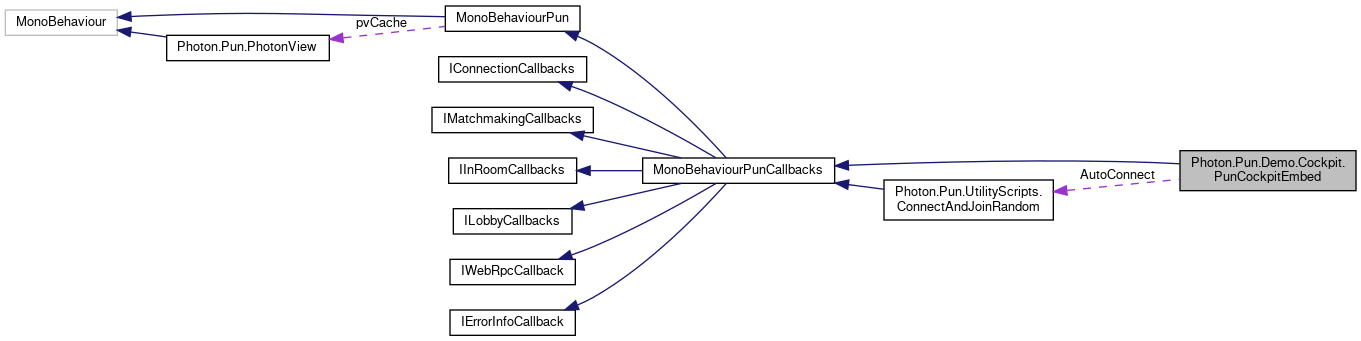 MonoBehaviour
pvCache
MonoBehaviourPun
Photon.Pun.PhotonView
IConnectionCallbacks
IMatchmakingCallbacks
IInRoomCallbacks
MonoBehaviourPunCallbacks
ILobbyCallbacks
IWebRpcCallback
IErrorInfoCallback
Photon.Pun.UtilityScripts.
ConnectAndJoinRandom
AutoConnect
Photon.Pun.Demo.Cockpit.
PunCockpitEmbed